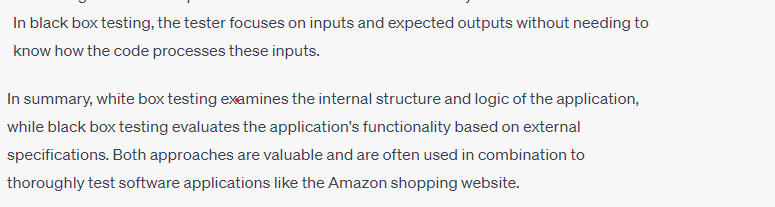 In black box testing, the tester focuses on inputs and expected outputs without needing to
know how the code processes these inputs.
In summary, white box testing examines the internal structure and logic of the application,
while black box testing evaluates the application's functionality based on external
specifications. Both approaches are valuable and are often used in combination to
thoroughly test software applications like the Amazon shopping website.